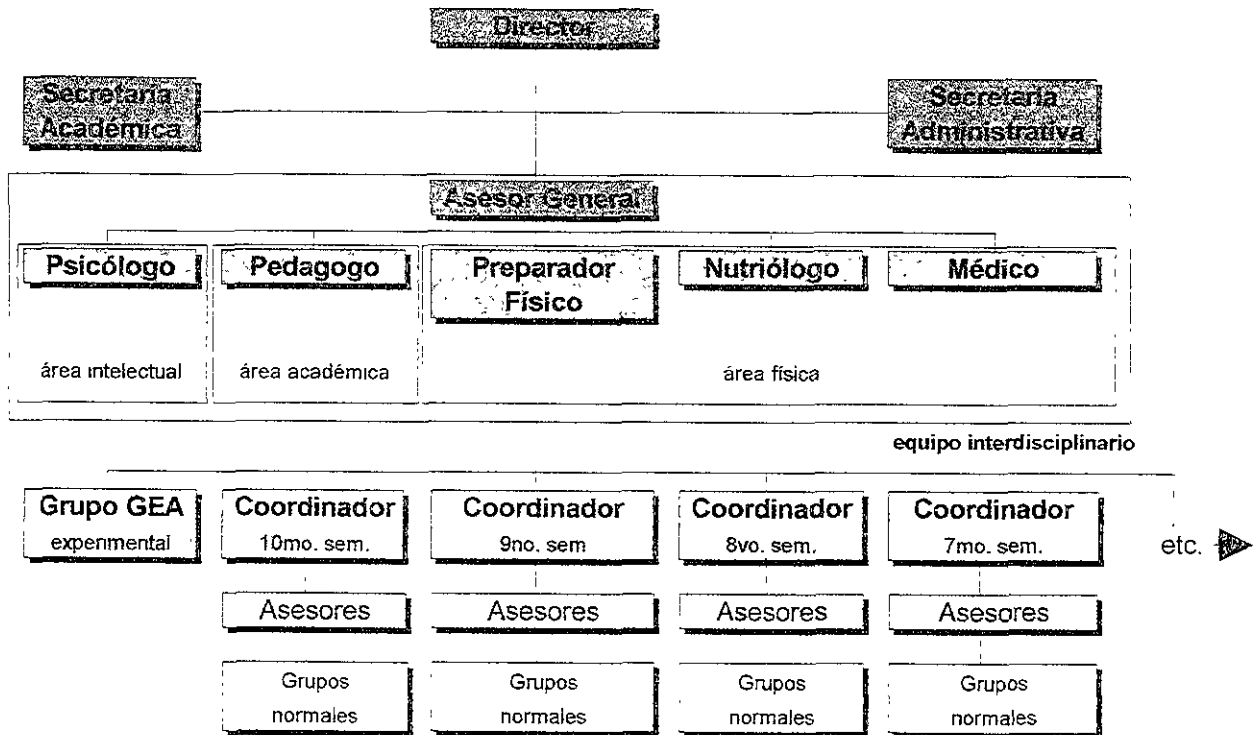 Director
Secretaria
Académica
Secretaria
Administrativa
Asesor General
Psicólogo
Pedagogo
Preparador
Físico
Nutriólogo
Médico
área intelectual
área académica
área física
equipo interdisciplinario
Grupo GEA
experimental
Coordinador
10mo. sem.
Coordinador
9no. sem
Coordinador
8vo. sem.
Coordinador
7mo. sem.
etc.
Asesores
Asesores
Asesores
Asesores
Grupos
normales
Grupos
normales
Grupos
normales
Grupos
normales